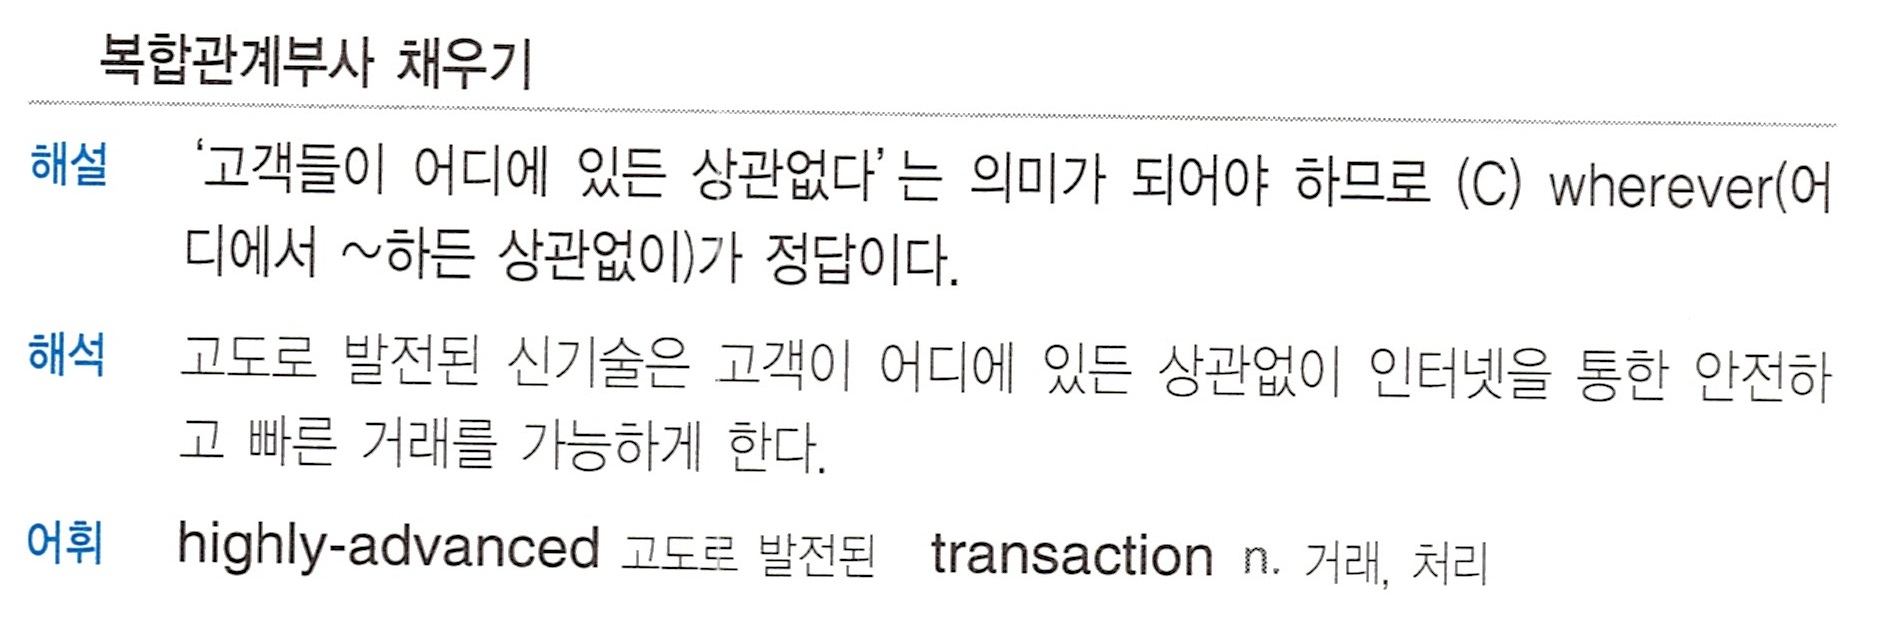 복합관계부사 채우기
해설 ‘고객들이 어디에 있든 상관없다’는 의미가 되어야 하므로 (C) wherever(어
디에서 ~하든 상관없이)가 정답이다.
해석 고도로 발전된 신기술은 고객이 어디에 있든 상관없이 인터넷을 통한 안전하
고 빠른 거래를 가능하게 한다.
어휘 highly-advanced 고도로 발전된 transaction n. 거래, 처리